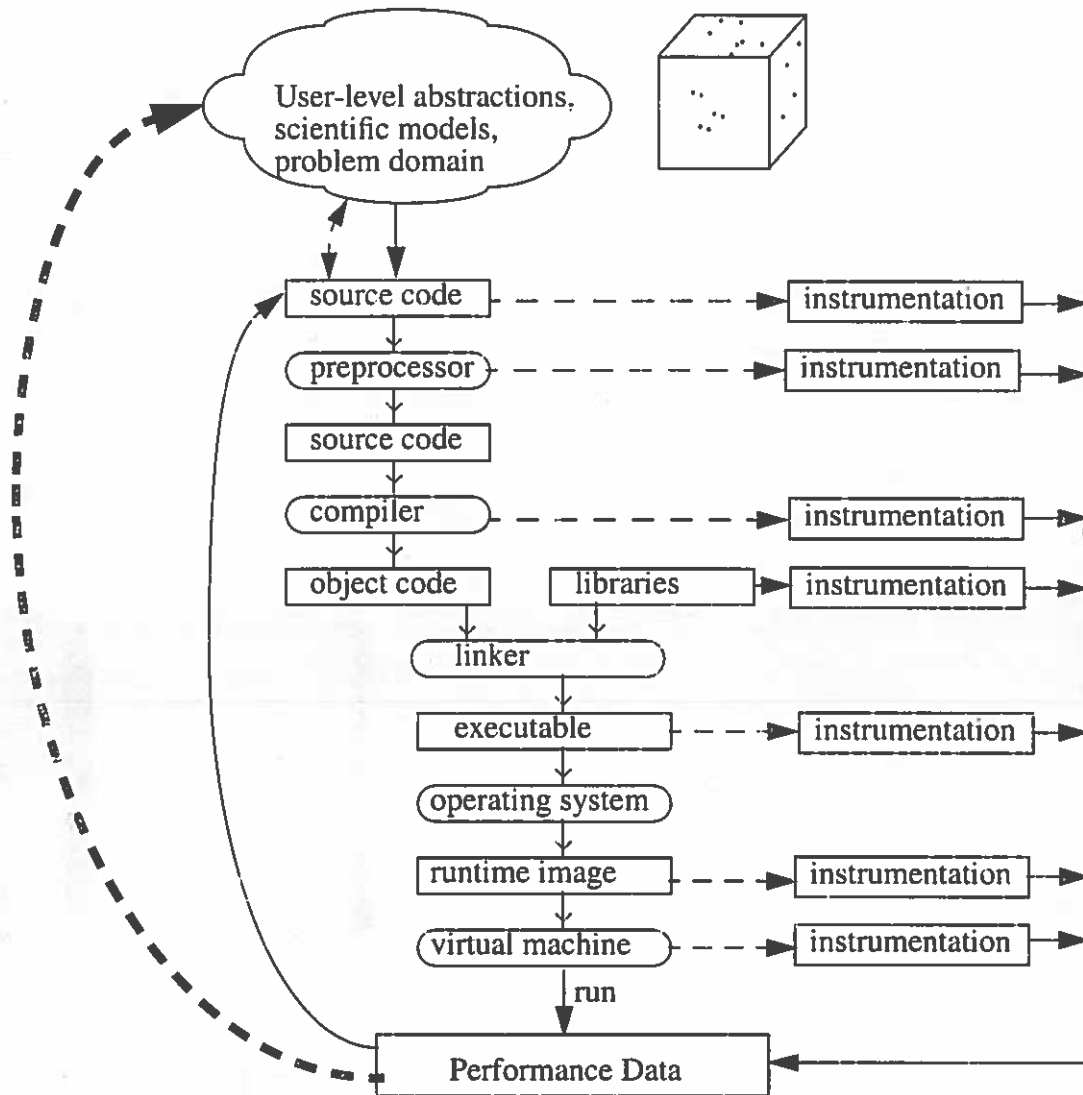 User-level abstractions,
scientific models,
problem domain
source code
instrumentation
preprocessor
instrumentation
source code
compiler
instrumentation
object code
libraries
instrumentation
linker
executable
instrumentation
operating system
runtime image
instrumentation
virtual machine
instrumentation
run
Performance Data